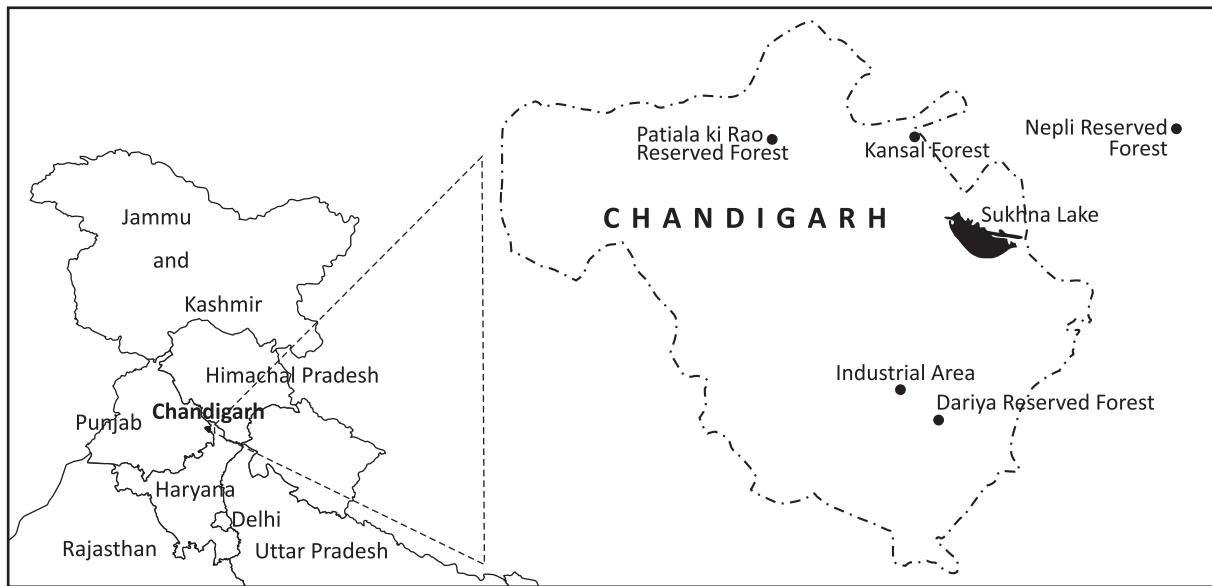 Jammu
and
Kashmir
Himachal Pradesh
Chandigarh
Punjab
Haryana
Delhi
Rajasthan
Uttar Pradesh
Patiala ki Rao
Reserved Forest
Kansal Forest
Nepli Reserved
Forest
CHANDIGARH
Sukhna Lake
Industrial Area
Dariya Reserved Forest